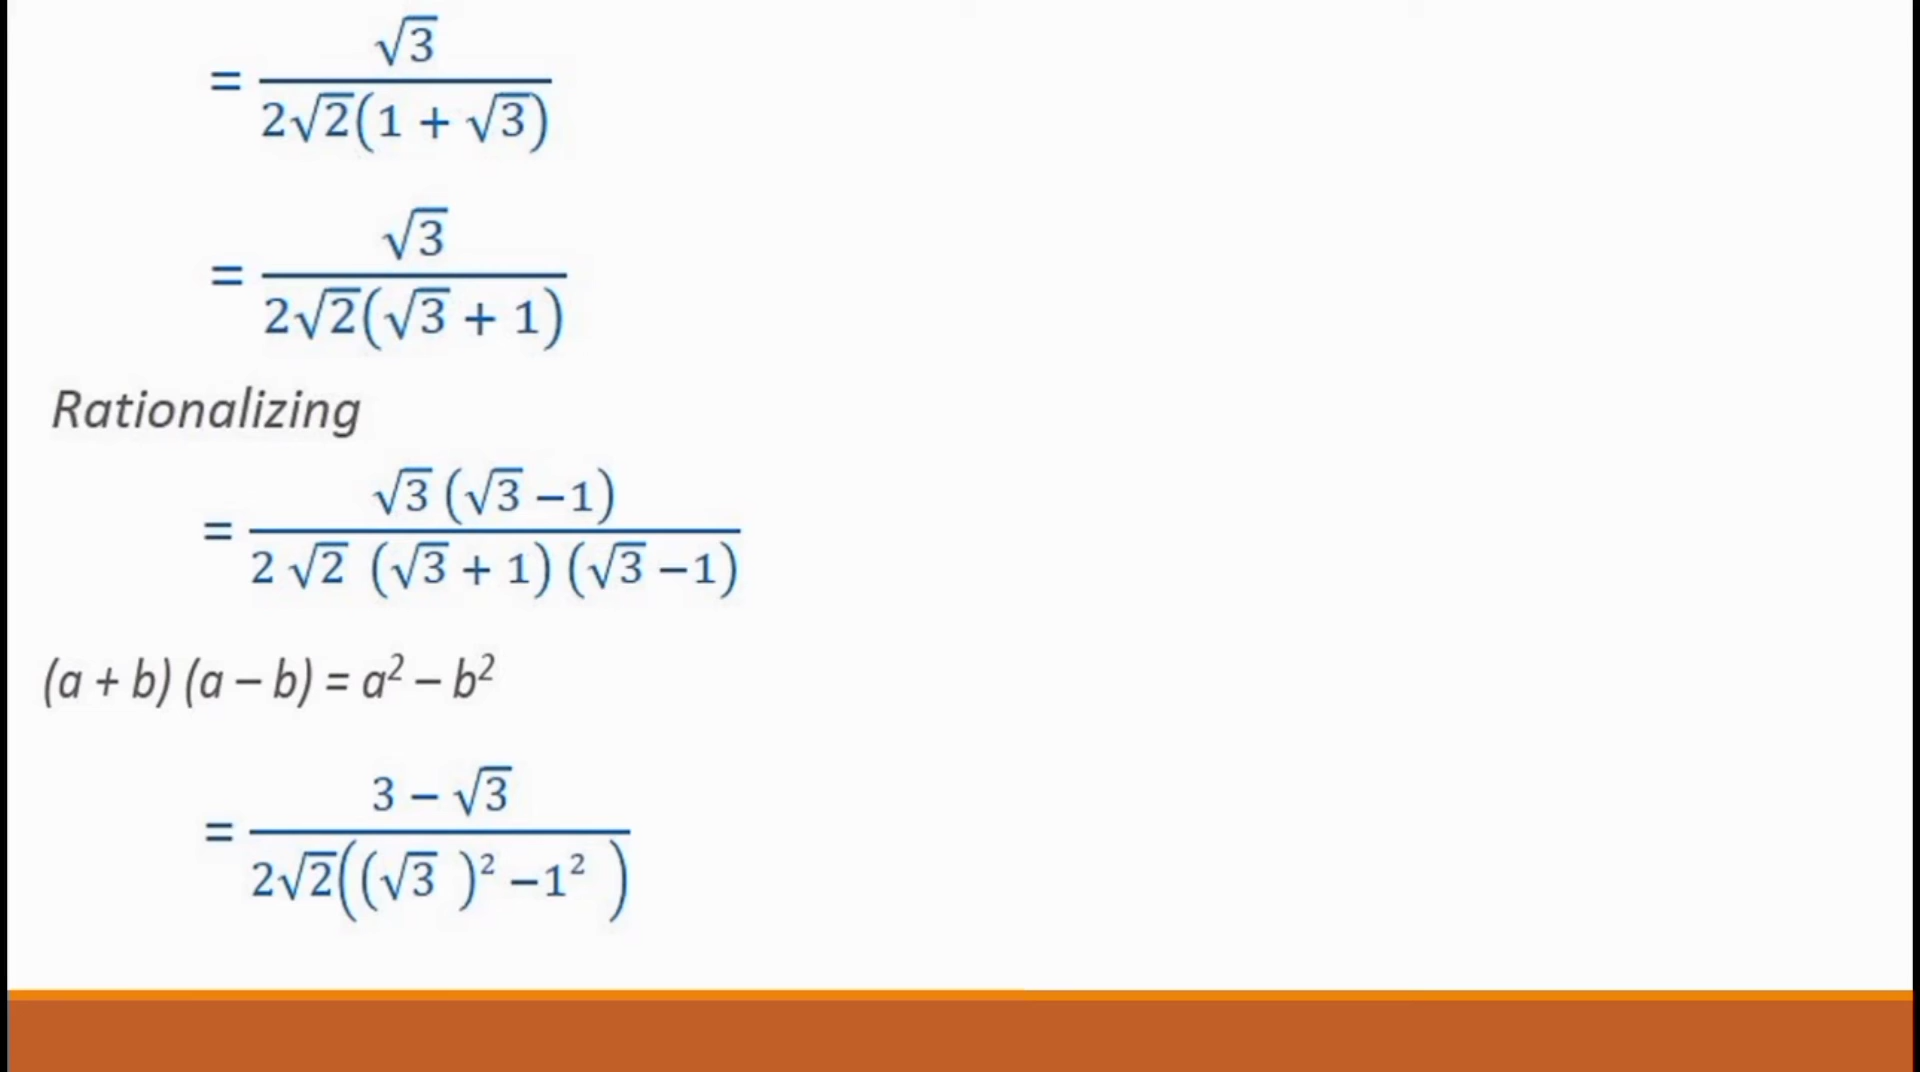 = √3 / 2√2(1 + √3)
= √3 / 2√2(√3 + 1)
Rationalizing
= √3 (√3 −1) / 2 √2 (√3 + 1) (√3 −1)
(a + b) (a – b) = a² – b²
= 3 − √3 / 2√2((√3 )² −1² )